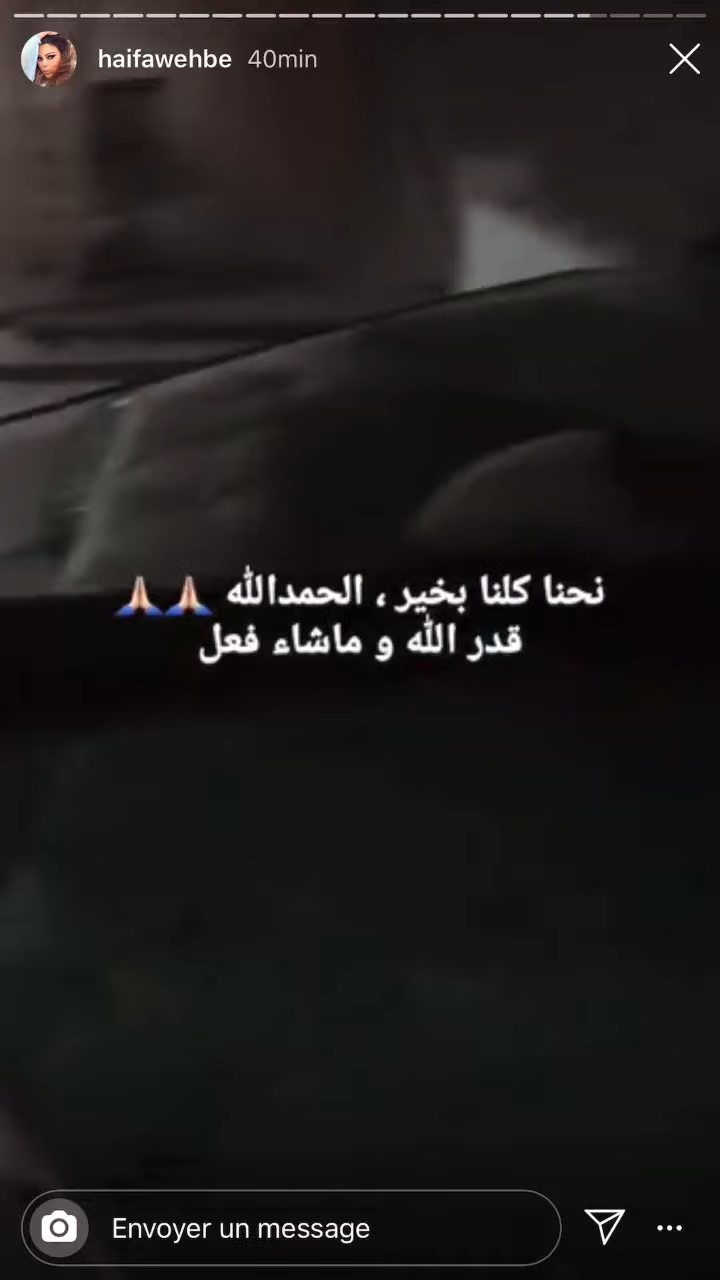 haifawehbe 40min
نحنا كلنا بخير ، الحمدالله 🙏🏻🙏🏻
قدر الله و ماشاء فعل
Envoyer un message